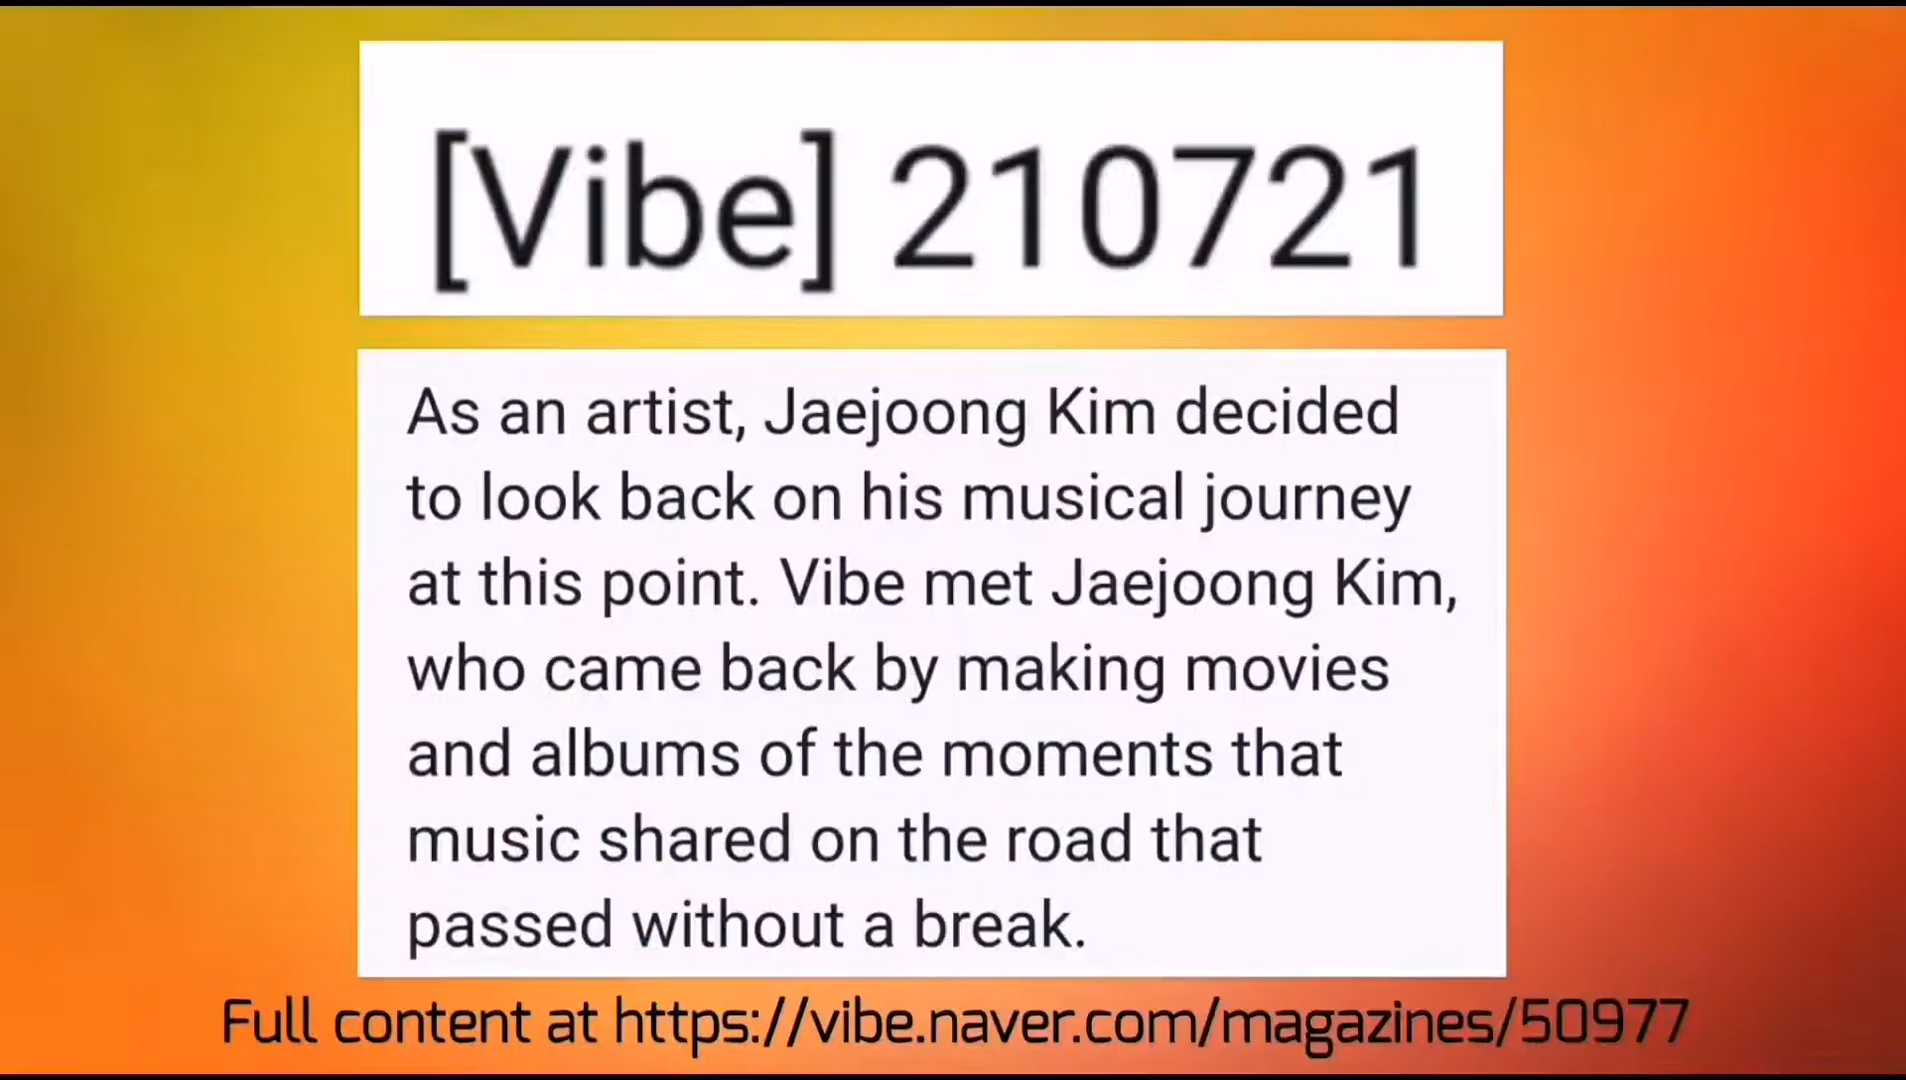 [Vibe] 210721
As an artist, Jaejoong Kim decided
to look back on his musical journey
at this point. Vibe met Jaejoong Kim,
who came back by making movies
and albums of the moments that
music shared on the road that
passed without a break.
Full content at https://vibe.naver.com/magazines/50977